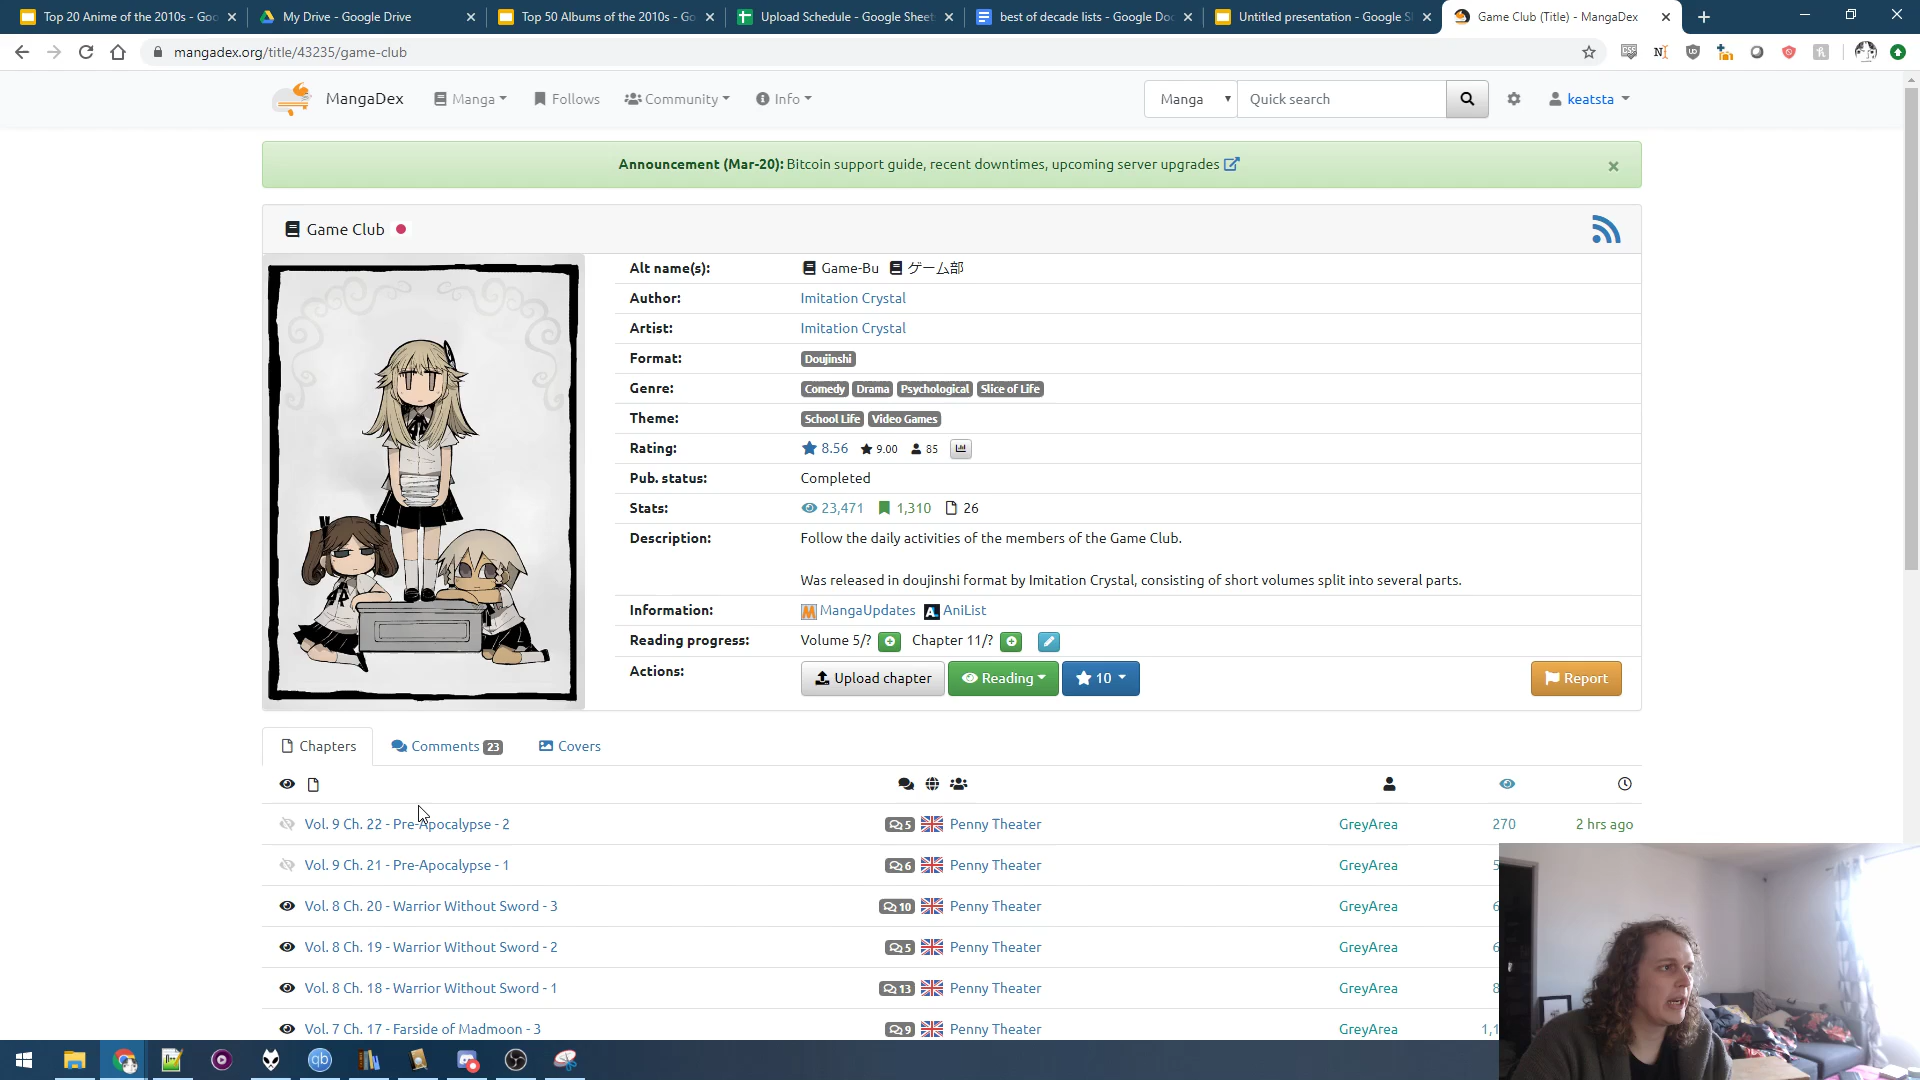 Top 20 Anime of the 2010s - Goo
My Drive - Google Drive
Top 50 Albums of the 2010s - Go
Upload Schedule - Google Sheets
best of decade lists - Google Doc
Untitled presentation - Google Sl
Game Club (Title) - MangaDex
mangadex.org/title/43235/game-club
MangaDex
Manga
Follows
Community
Info
Manga
Quick search
keatsta
Announcement (Mar-20): Bitcoin support guide, recent downtimes, upcoming server upgrades
×
Game Club
Alt name(s): Game-Bu ゲーム部
Author: Imitation Crystal
Artist: Imitation Crystal
Format: Doujinshi
Genre: Comedy Drama Psychological Slice of Life
Theme: School Life Video Games
Rating: 8.56 9.00 85
Pub. status: Completed
Stats: 23,471 1,310 26
Description: Follow the daily activities of the members of the Game Club.
Was released in doujinshi format by Imitation Crystal, consisting of short volumes split into several parts.
Information: MangaUpdates AniList
Reading progress: Volume 5/? Chapter 11/?
Actions: Upload chapter Reading 10 Report
Chapters Comments 23 Covers
Vol. 9 Ch. 22 - Pre-Apocalypse - 2 5 Penny Theater GreyArea 270 2 hrs ago
Vol. 9 Ch. 21 - Pre-Apocalypse - 1 6 Penny Theater GreyArea 5
Vol. 8 Ch. 20 - Warrior Without Sword - 3 10 Penny Theater GreyArea 6
Vol. 8 Ch. 19 - Warrior Without Sword - 2 5 Penny Theater GreyArea 6
Vol. 8 Ch. 18 - Warrior Without Sword - 1 13 Penny Theater GreyArea 8
Vol. 7 Ch. 17 - Farside of Madmoon - 3 9 Penny Theater GreyArea 1,1
qb